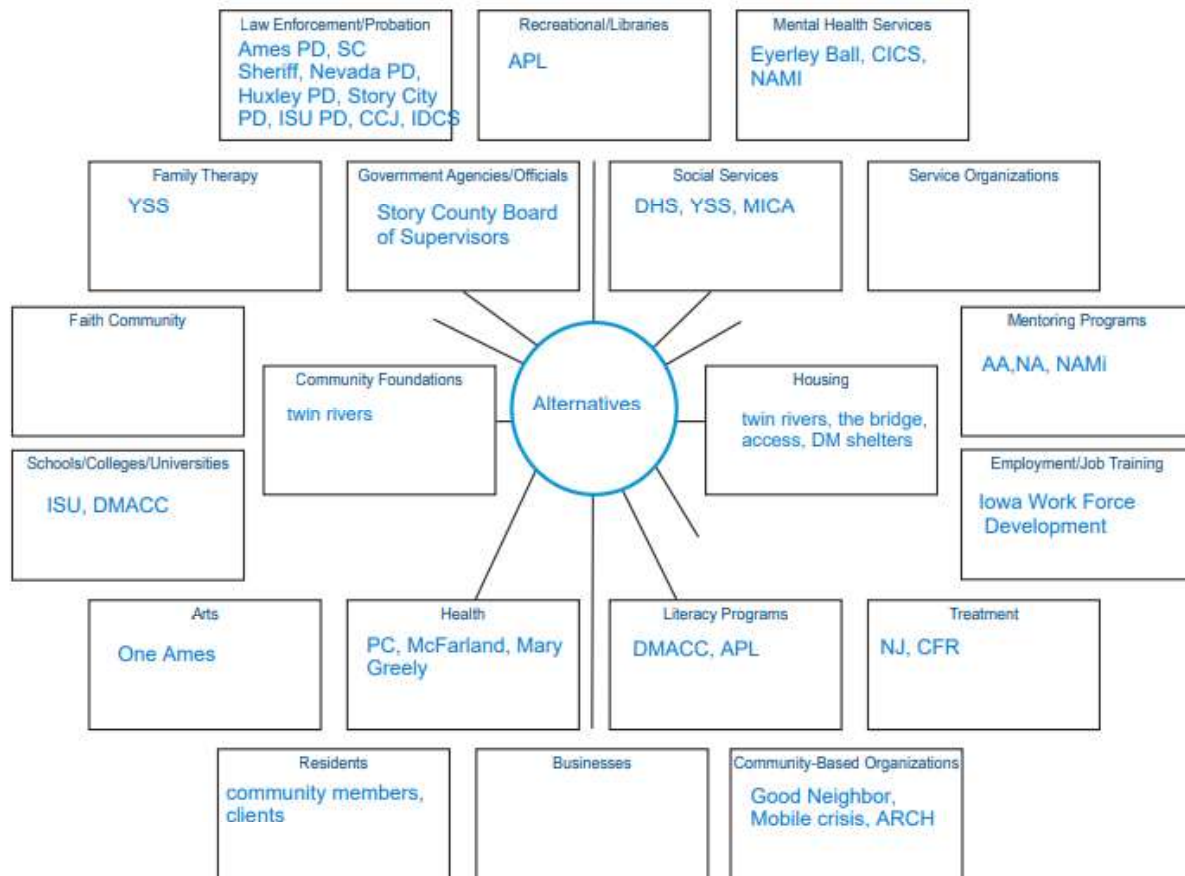 Law Enforcement/Probation
Ames PD, SC
Sheriff, Nevada PD,
Huxley PD, Story City
PD, ISU PD, CCJ, IDCS
Recreational/Libraries
APL
Mental Health Services
Eyerley Ball, CICS,
NAMI
Family Therapy
YSS
Government Agencies/Officials
Story County Board
of Supervisors
Social Services
DHS, YSS, MICA
Service Organizations
Faith Community
Community Foundations
twin rivers
Alternatives
Housing
twin rivers, the bridge,
access, DM shelters
Mentoring Programs
AA,NA, NAMi
Schools/Colleges/Universities
ISU, DMACC
Employment/Job Training
Iowa Work Force
Development
Arts
One Ames
Health
PC, McFarland, Mary
Greely
Literacy Programs
DMACC, APL
Treatment
NJ, CFR
Residents
community members,
clients
Businesses
Community-Based Organizations
Good Neighbor,
Mobile crisis, ARCH